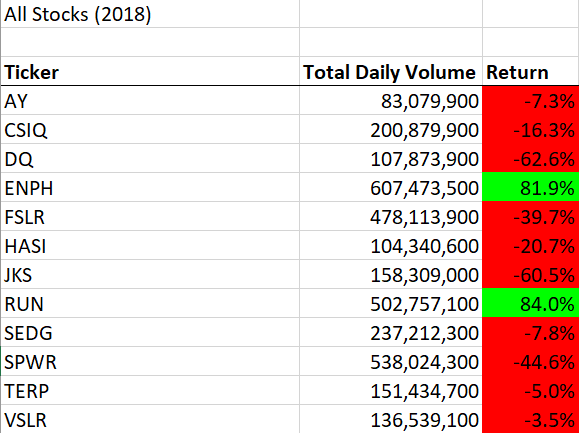 All Stocks (2018)
Ticker Total Daily Volume Return
AY 83,079,900 -7.3%
CSIQ 200,879,900 -16.3%
DQ 107,873,900 -62.6%
ENPH 607,473,500 81.9%
FSLR 478,113,900 -39.7%
HASI 104,340,600 -20.7%
JKS 158,309,000 -60.5%
RUN 502,757,100 84.0%
SEDG 237,212,300 -7.8%
SPWR 538,024,300 -44.6%
TERP 151,434,700 -5.0%
VSLR 136,539,100 -3.5%